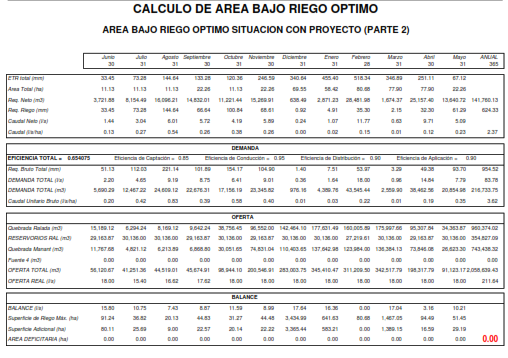 CALCULO DE AREA BAJO RIEGO OPTIMO
AREA BAJO RIEGO OPTIMO SITUACION CON PROYECTO (PARTE 2)
Junio Julio Agosto Septiembre Octubre Noviembre Diciembre Enero Febrero Marzo Abril Mayo ANUAL
30 31 31 30 31 30 31 31 28 31 30 31 365
ETR total (mm) 33.45 73.28 144.64 133.28 120.36 246.59 340.64 455.40 518.34 346.89 251.11 67.12
Area Total (ha) 11.13 11.13 11.13 22.26 11.13 22.26 69.55 58.42 80.68 77.90 77.90 22.26
Req. Neto (m3) 3,721.88 8,154.49 16,096.21 14,832.01 11,221.44 15,269.91 638.49 2,871.23 28,481.98 1,674.37 25,157.40 13,640.72 141,760.13
Req. Riego (mm) 33.45 73.28 144.64 66.64 100.84 68.61 0.92 4.91 35.30 2.15 32.30 61.29 624.33
Caudal Neto (l/s) 1.44 3.04 6.01 5.72 4.19 5.89 0.24 1.07 11.77 0.63 9.71 5.09
Caudal (l/s/ha) 0.13 0.27 0.54 0.26 0.38 0.26 0.00 0.02 0.15 0.01 0.12 0.23 2.37
DEMANDA
EFICIENCIA TOTAL = 0.654075 Eficiencia de Captación = 0.85 Eficiencia de Conducción = 0.95 Eficiencia de Distribución = 0.90 Eficiencia de Aplicación = 0.90
Req. Bruto Total (mm) 51.13 112.03 221.14 101.89 154.17 104.90 1.40 7.51 53.97 3.29 49.38 93.70 954.52
DEMANDA TOTAL (l/s) 2.20 4.65 9.19 8.75 6.41 9.01 0.36 1.64 18.00 0.96 14.84 7.79 83.78
DEMANDA TOTAL (m3) 5,690.29 12,467.22 24,609.12 22,676.31 17,156.19 23,345.82 976.16 4,389.76 43,545.44 2,559.90 38,462.56 20,854.98 216,733.75
Caudal Unitario Bruto (l/s/ha) 0.20 0.42 0.83 0.39 0.58 0.40 0.01 0.03 0.22 0.01 0.19 0.35 3.62
OFERTA
Quebrada Ralada (m3) 15,189.12 6,294.24 8,169.12 9,642.24 38,756.45 96,552.00 142,464.10 177,631.49 160,005.89 175,997.66 95,307.84 34,363.87 960,374.02
RESERVORIOS RAL (m3) 29,163.87 30,136.00 30,136.00 29,163.87 30,136.00 29,163.87 30,136.00 30,136.00 27,219.61 30,136.00 29,163.87 30,136.00 354,827.09
Quebrada Manant (m3) 11,767.68 4,821.12 6,213.89 6,868.80 30,051.65 74,831.04 110,403.65 137,642.98 123,984.00 136,384.13 73,846.08 26,623.30 743,438.32
Fuente 4 (m3) 0.00 0.00 0.00 0.00 0.00 0.00 0.00 0.00 0.00 0.00 0.00 0.00 0.00
OFERTA TOTAL (m3) 56,120.67 41,251.36 44,519.01 45,674.91 98,944.10 200,546.91 283,003.75 345,410.47 311,209.50 342,517.79 198,317.79 91,123.17 2,058,639.43
OFERTA REAL (l/s) 18.00 15.40 16.62 17.62 18.00 18.00 18.00 18.00 18.00 18.00 18.00 18.00 211.64
BALANCE
BALANCE (l/s) 15.80 10.75 7.43 8.87 11.59 8.99 17.64 16.36 0.00 17.04 3.16 10.21
Superficie de Riego Máx. (ha) 91.24 36.82 20.13 44.83 31.27 44.48 3,434.99 641.63 80.68 1,467.05 94.49 51.45
Superficie Adicional (ha) 80.11 25.69 9.00 22.57 20.14 22.22 3,365.44 583.21 0.00 1,389.15 16.59 29.19
AREA DEFICITARIA (ha) 0.00 0.00 0.00 0.00 0.00 0.00 0.00 0.00 0.00 0.00 0.00 0.00 0.00